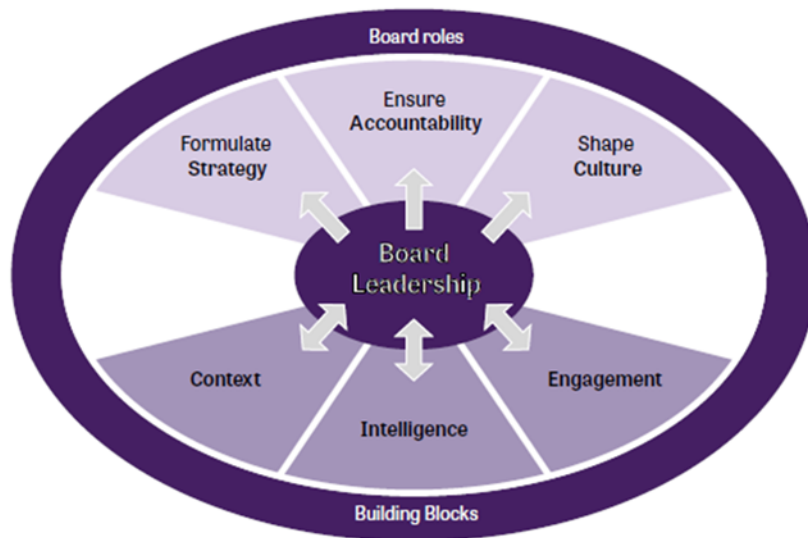 Board roles
Ensure
Accountability
Formulate
Strategy
Shape
Culture
Board
Leadership
Context
Intelligence
Engagement
Building Blocks